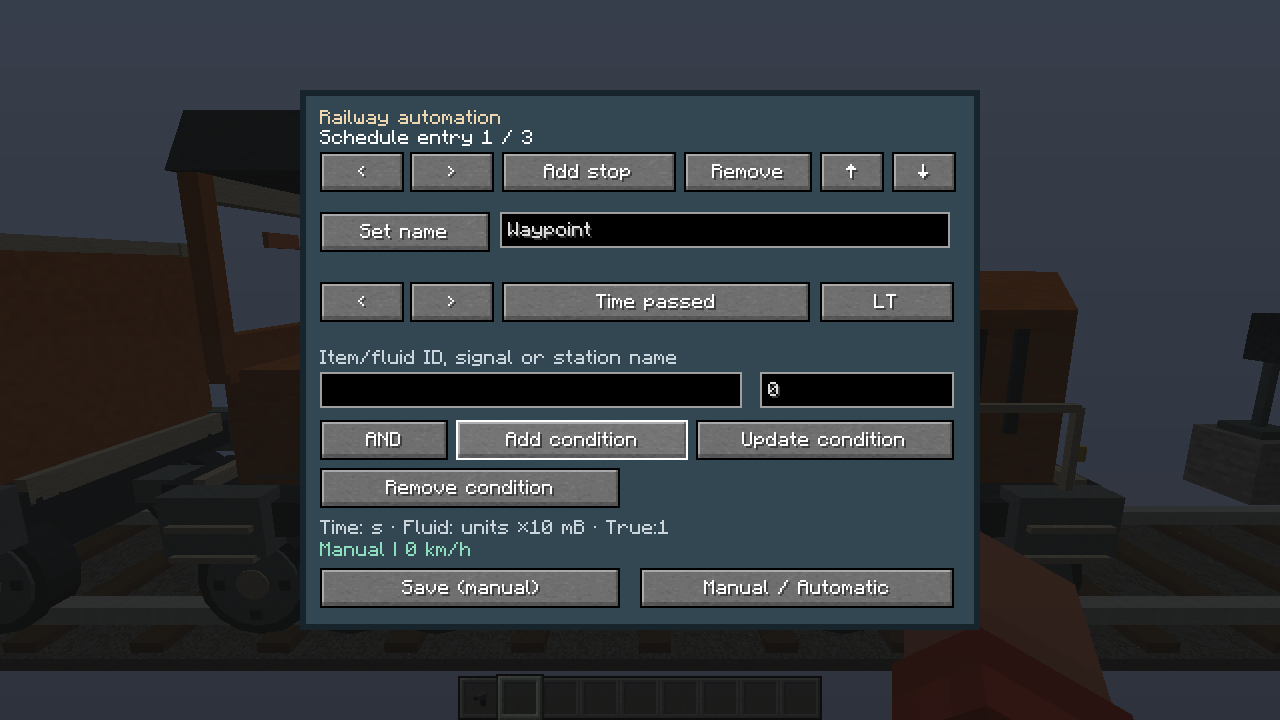 Railway automation
Schedule entry 1 / 3
< > Add stop Remove ↑ ↓
Set name Waypoint
< > Time passed LT
Item/fluid ID, signal or station name
0
AND Add condition Update condition
Remove condition
Time: s · Fluid: units ×10 mB · True:1
Manual | 0 km/h
Save (manual) Manual / Automatic